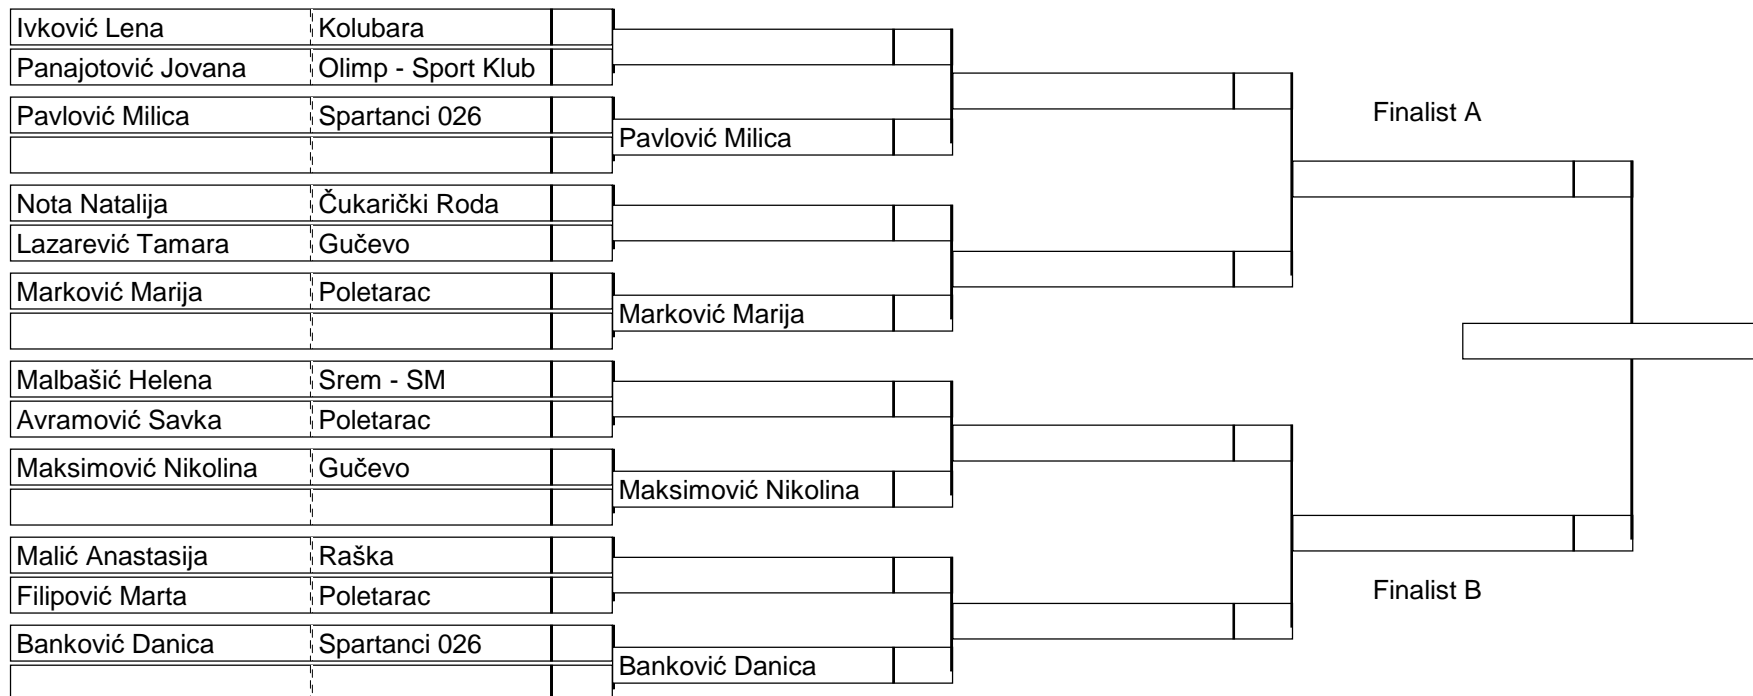 Ivković Lena Kolubara
Panajotović Jovana Olimp - Sport Klub
Pavlović Milica Spartanci 026
Pavlović Milica
Nota Natalija Čukarički Roda
Lazarević Tamara Gučevo
Marković Marija Poletarac
Marković Marija
Malbašić Helena Srem - SM
Avramović Savka Poletarac
Maksimović Nikolina Gučevo
Maksimović Nikolina
Malić Anastasija Raška
Filipović Marta Poletarac
Banković Danica Spartanci 026
Banković Danica
Finalist A
Finalist B